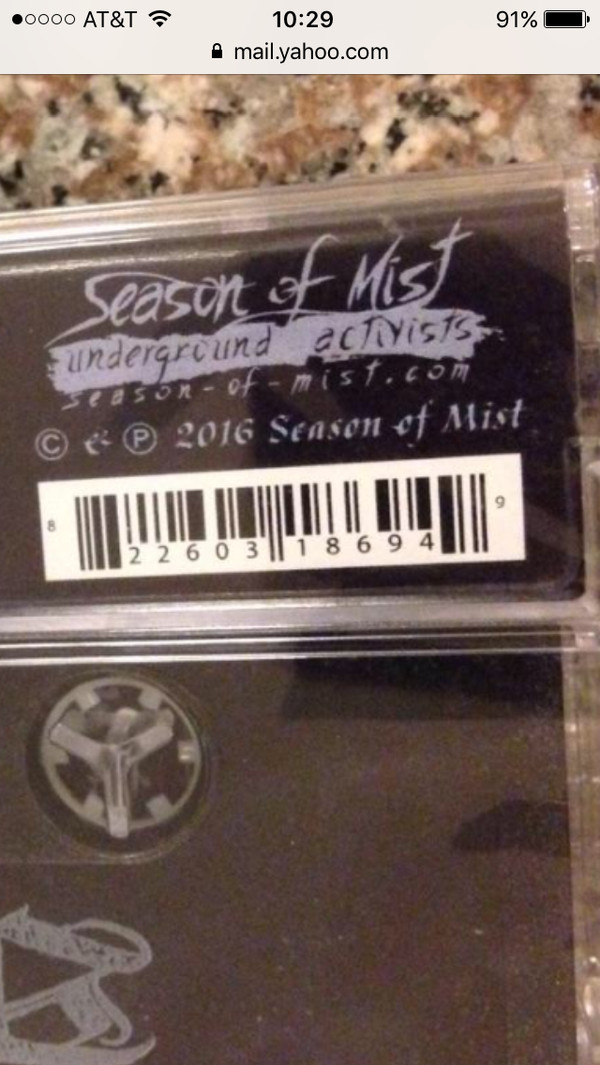 AT&T 10:29 91%
mail.yahoo.com
Season of Mist
underground activists
season-of-mist.com
© & ℗ 2016 Season of Mist
8 22603 18694 9